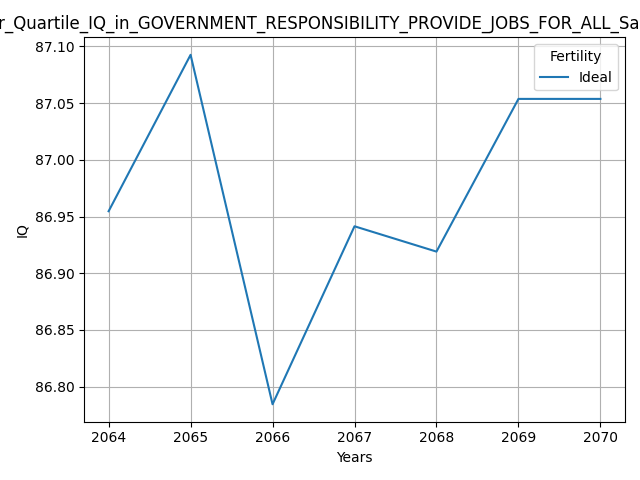 r_Quartile_IQ_in_GOVERNMENT_RESPONSIBILITY_PROVIDE_JOBS_FOR_ALL_Sa
87.10
87.05
87.00
86.95
86.90
86.85
86.80
IQ
Fertility
Ideal
2064 2065 2066 2067 2068 2069 2070
Years